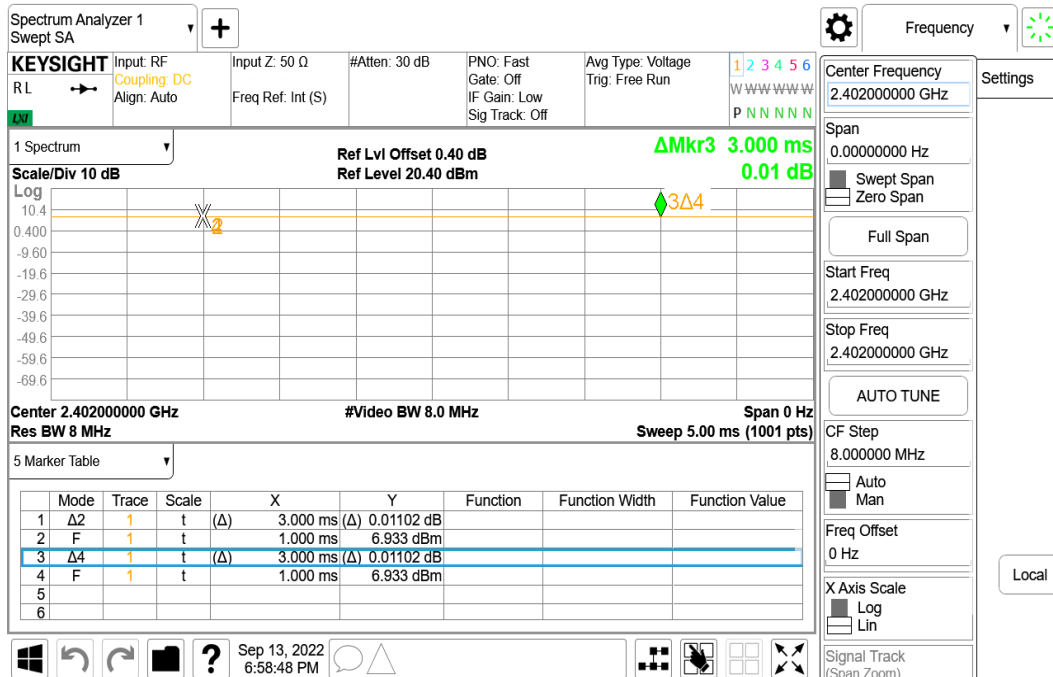 Spectrum Analyzer 1
Swept SA
Frequency
KEYSIGHT
R L
LXI
Input: RF
Coupling: DC
Align: Auto
Input Z: 50 Ω
Freq Ref: Int (S)
#Atten: 30 dB
PNO: Fast
Gate: Off
IF Gain: Low
Sig Track: Off
Avg Type: Voltage
Trig: Free Run
1 2 3 4 5 6
W W W W W W
P N N N N N
1 Spectrum
Scale/Div 10 dB
Log
Ref Lvl Offset 0.40 dB
Ref Level 20.40 dBm
ΔMkr3 3.000 ms
0.01 dB
10.4
0.400
-9.60
-19.6
-29.6
-39.6
-49.6
-59.6
-69.6
3Δ4
Center 2.402000000 GHz
#Video BW 8.0 MHz
Span 0 Hz
Res BW 8 MHz
Sweep 5.00 ms (1001 pts)
5 Marker Table
Mode Trace Scale X Y Function Function Width Function Value
1 Δ2 1 t (Δ) 3.000 ms (Δ) 0.01102 dB
2 F 1 t 1.000 ms 6.933 dBm
3 Δ4 1 t (Δ) 3.000 ms (Δ) 0.01102 dB
4 F 1 t 1.000 ms 6.933 dBm
5
6
Sep 13, 2022
6:58:48 PM
Center Frequency
2.402000000 GHz
Span
0.00000000 Hz
Swept Span
Zero Span
Full Span
Start Freq
2.402000000 GHz
Stop Freq
2.402000000 GHz
AUTO TUNE
CF Step
8.000000 MHz
Auto
Man
Freq Offset
0 Hz
X Axis Scale
Log
Lin
Signal Track
(Span Zoom)
Settings
Local